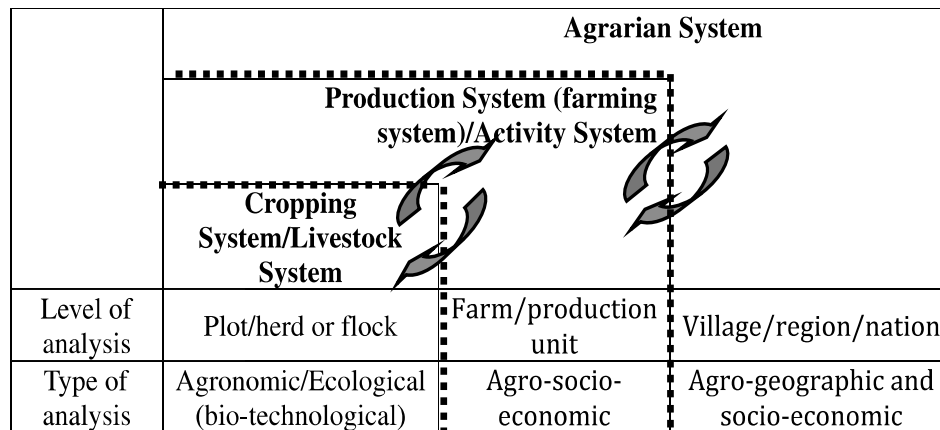 Agrarian System
Production System (farming
system)/Activity System
Cropping
System/Livestock
System
Level of
analysis
Plot/herd or flock
Farm/production
unit
Village/region/nation
Type of
analysis
Agronomic/Ecological
(bio-technological)
Agro-socio-
economic
Agro-geographic and
socio-economic